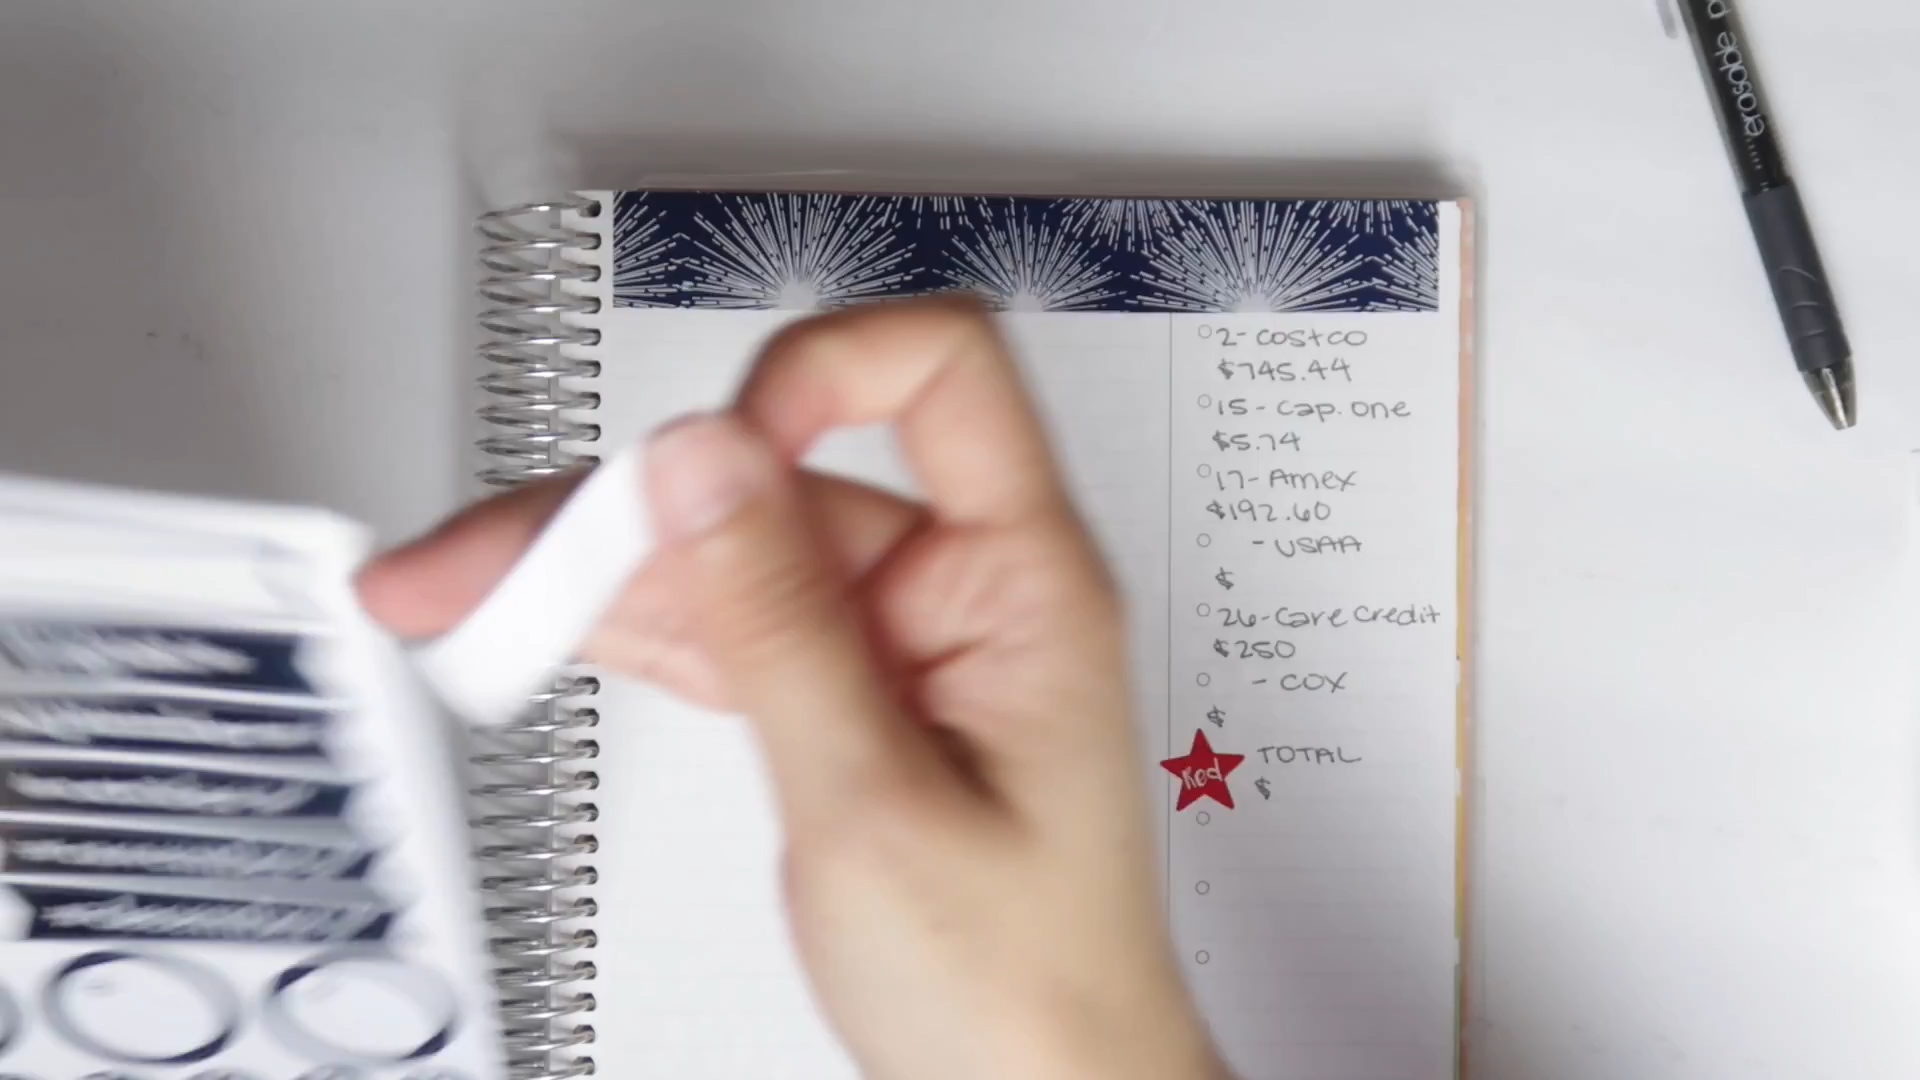 erasable p
2- Costco
$745.44
15- Cap. One
$5.74
17- Amex
$192.60
- USAA
$
26- Care Credit
$250
- COX
$
Red
TOTAL
$